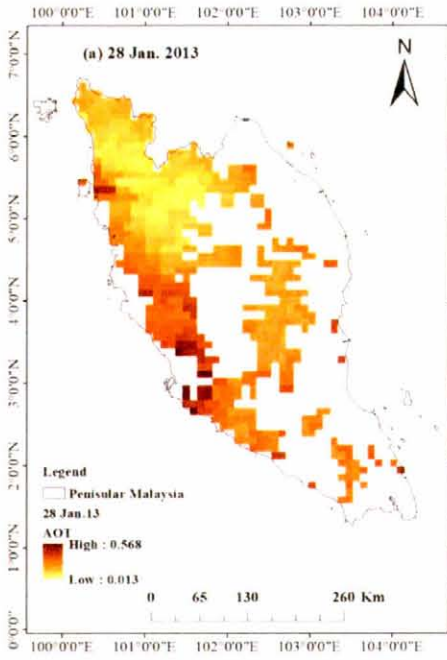 100°0'0"E 101°0'0"E 102°0'0"E 103°0'0"E 104°0'0"E
(a) 28 Jan. 2013
N
7°0'0"N
6°0'0"N
5°0'0"N
4°0'0"N
3°0'0"N
2°0'0"N
1°0'0"N
0°0'0"
Legend
Penisular Malaysia
28 Jan.13
AOT
High : 0.568
Low : 0.013
0 65 130 260 Km
100°0'0"E 101°0'0"E 102°0'0"E 103°0'0"E 104°0'0"E